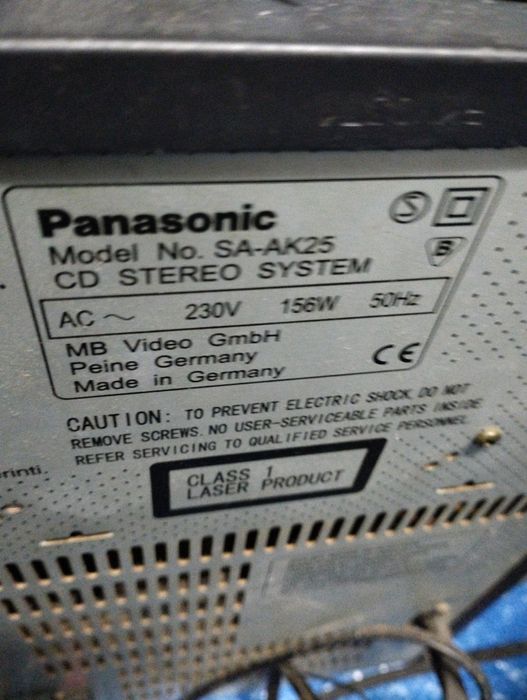 Panasonic
Model No. SA-AK25
CD STEREO SYSTEM
S
B
AC ~ 230V 156W 50Hz
MB Video GmbH
Peine Germany
Made in Germany
CE
CAUTION: TO PREVENT ELECTRIC SHOCK, DO NOT
REMOVE SCREWS. NO USER-SERVICEABLE PARTS INSIDE
REFER SERVICING TO QUALIFIED SERVICE PERSONNEL
rinti.
CLASS 1
LASER PRODUCT